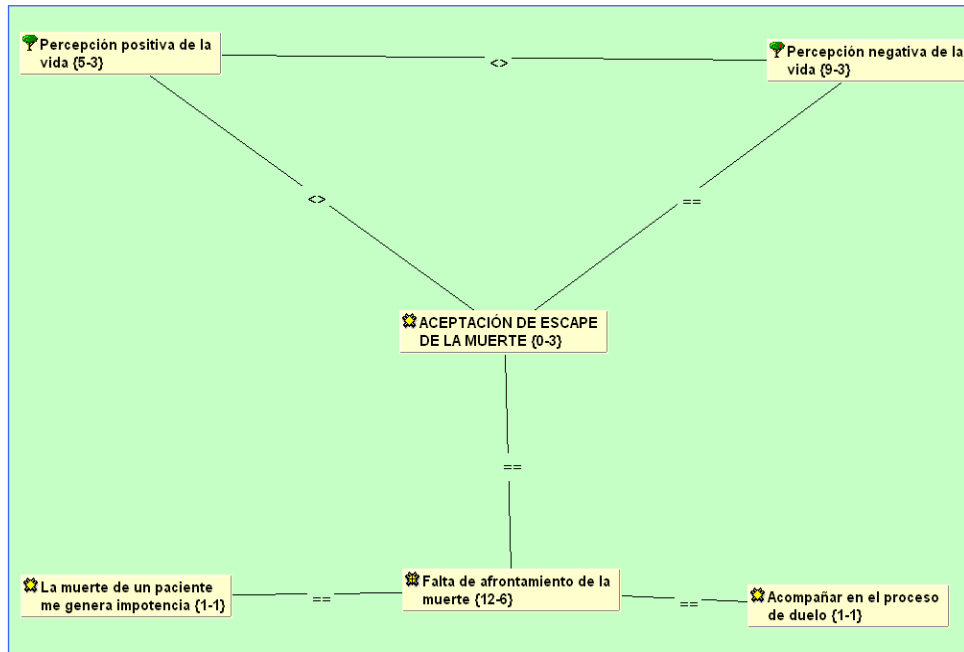 Percepción positiva de la
vida {5-3}
<>
Percepción negativa de la
vida {9-3}
<>
==
ACEPTACIÓN DE ESCAPE
DE LA MUERTE {0-3}
==
La muerte de un paciente
me genera impotencia {1-1}
==
Falta de afrontamiento de la
muerte {12-6}
==
Acompañar en el proceso
de duelo {1-1}